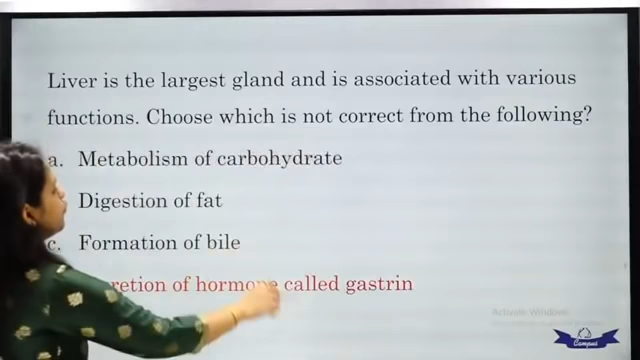 Liver is the largest gland and is associated with various
functions. Choose which is not correct from the following?
a. Metabolism of carbohydrate
Digestion of fat
c. Formation of bile
retion of hormone called gastrin
Activate Windows
Campus